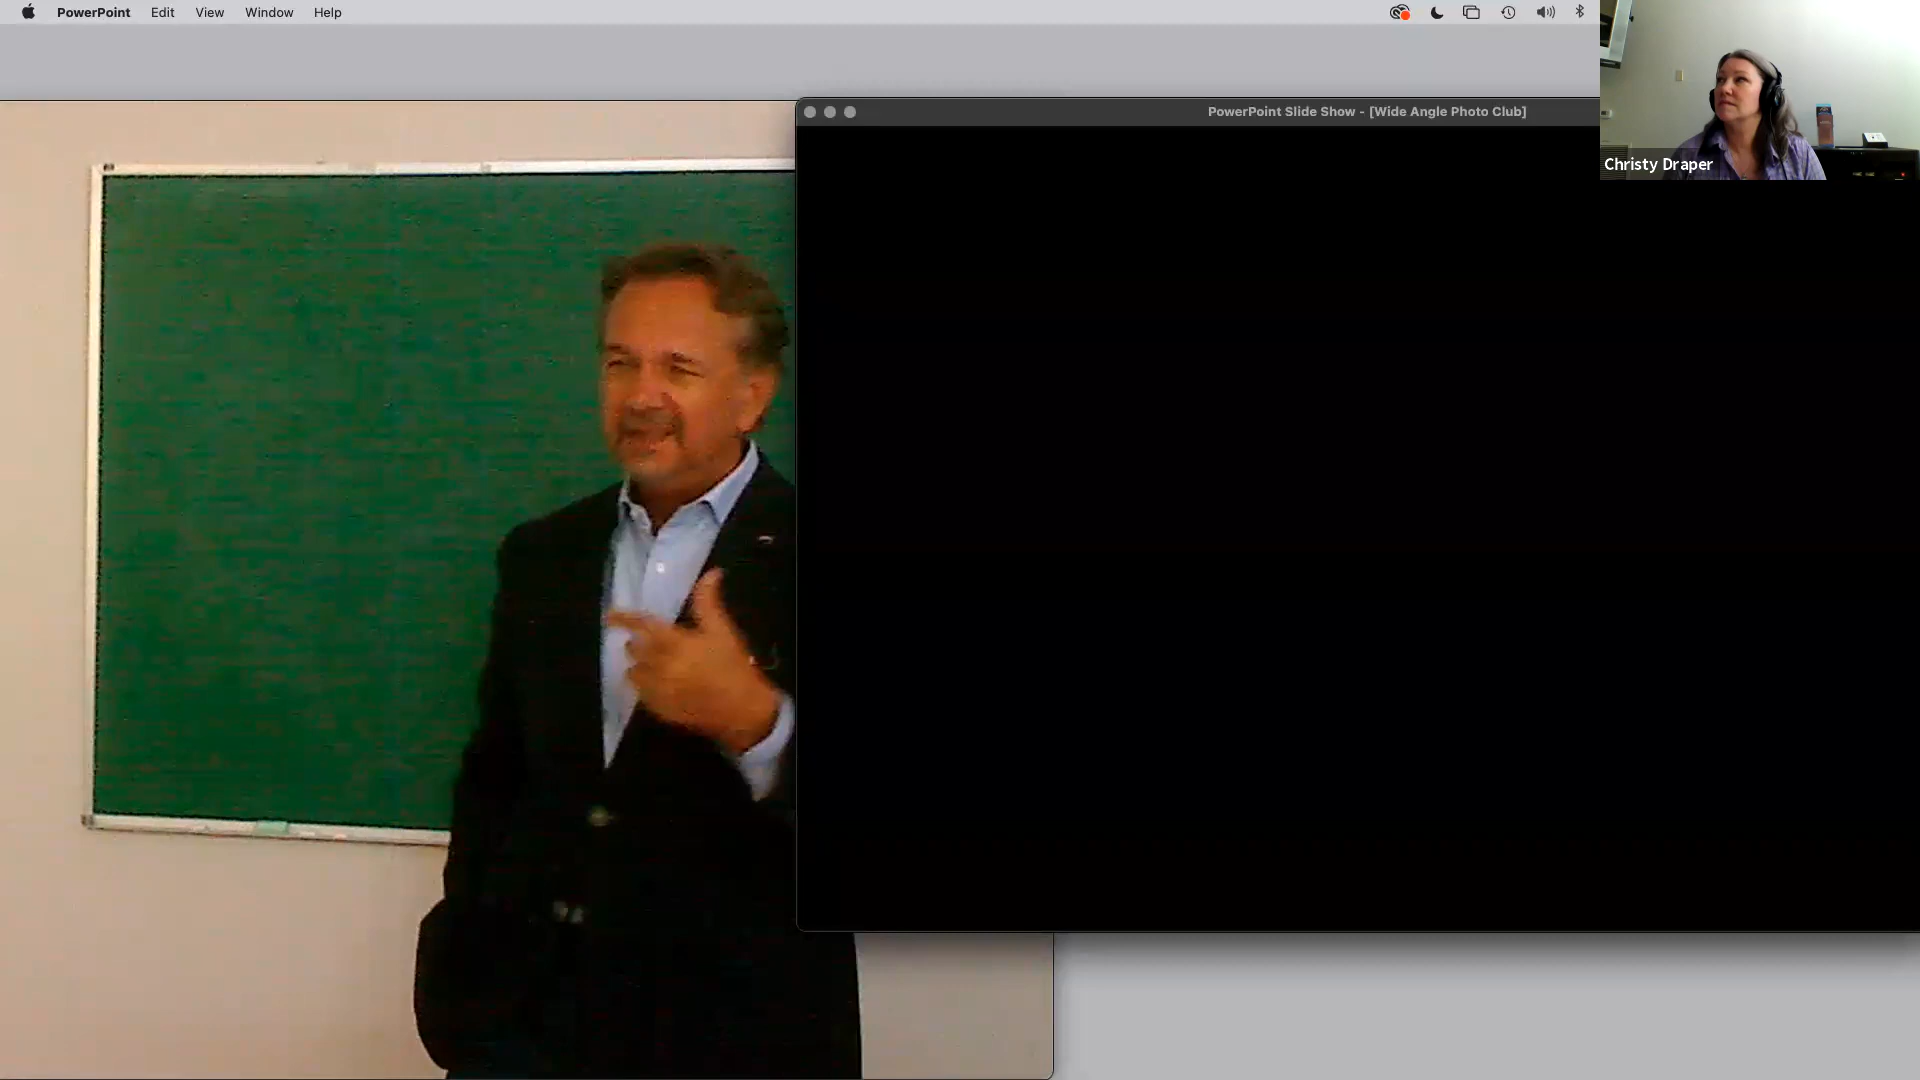 PowerPoint Edit View Window Help
PowerPoint Slide Show - [Wide Angle Photo Club]
Christy Draper